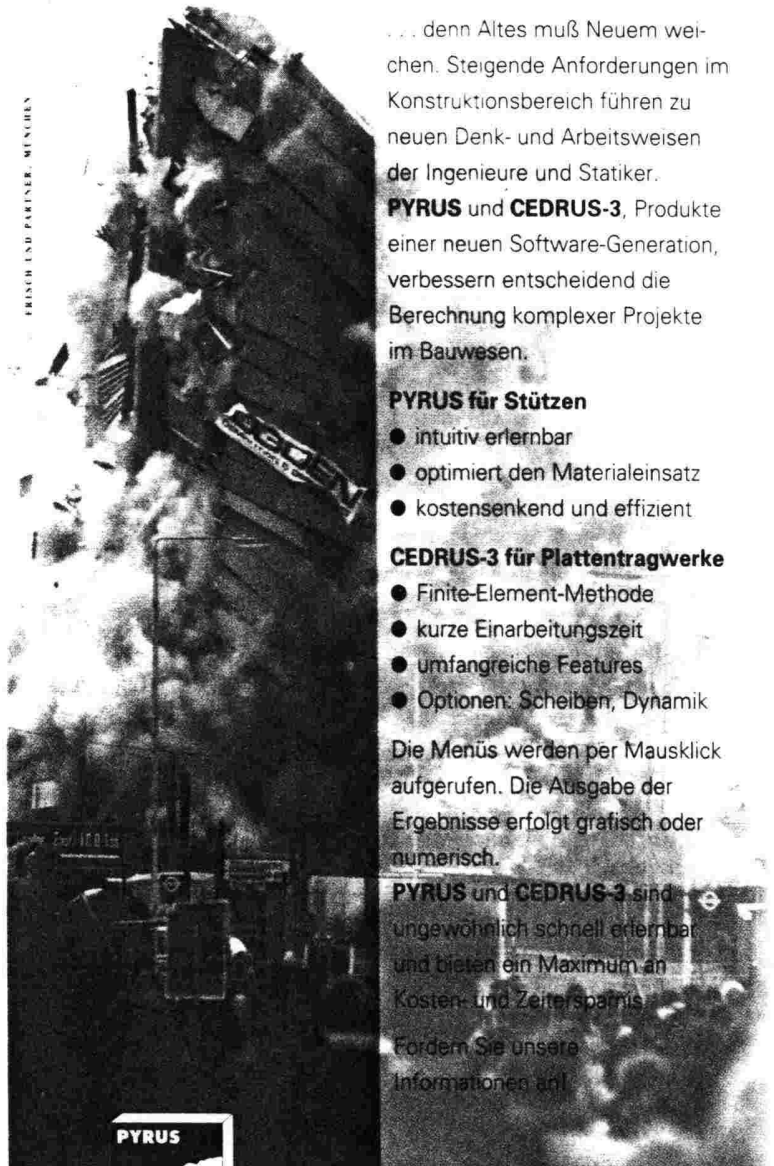 FRISCH UND PARTNER, MÜNCHEN
. . . denn Altes muß Neuem wei-
chen. Steigende Anforderungen im
Konstruktionsbereich führen zu
neuen Denk- und Arbeitsweisen
der Ingenieure und Statiker.
PYRUS und CEDRUS-3, Produkte
einer neuen Software-Generation,
verbessern entscheidend die
Berechnung komplexer Projekte
im Bauwesen.
PYRUS für Stützen
● intuitiv erlernbar
● optimiert den Materialeinsatz
● kostensenkend und effizient
CEDRUS-3 für Plattentragwerke
● Finite-Element-Methode
● kurze Einarbeitungszeit
● umfangreiche Features
● Optionen: Scheiben, Dynamik
Die Menüs werden per Mausklick
aufgerufen. Die Ausgabe der
Ergebnisse erfolgt grafisch oder
numerisch.
PYRUS und CEDRUS-3 sind
ungewöhnlich schnell erlernbar
und bieten ein Maximum an
Kosten- und Zeitersparnis.
Fordern Sie unsere
Informationen an!
PYRUS